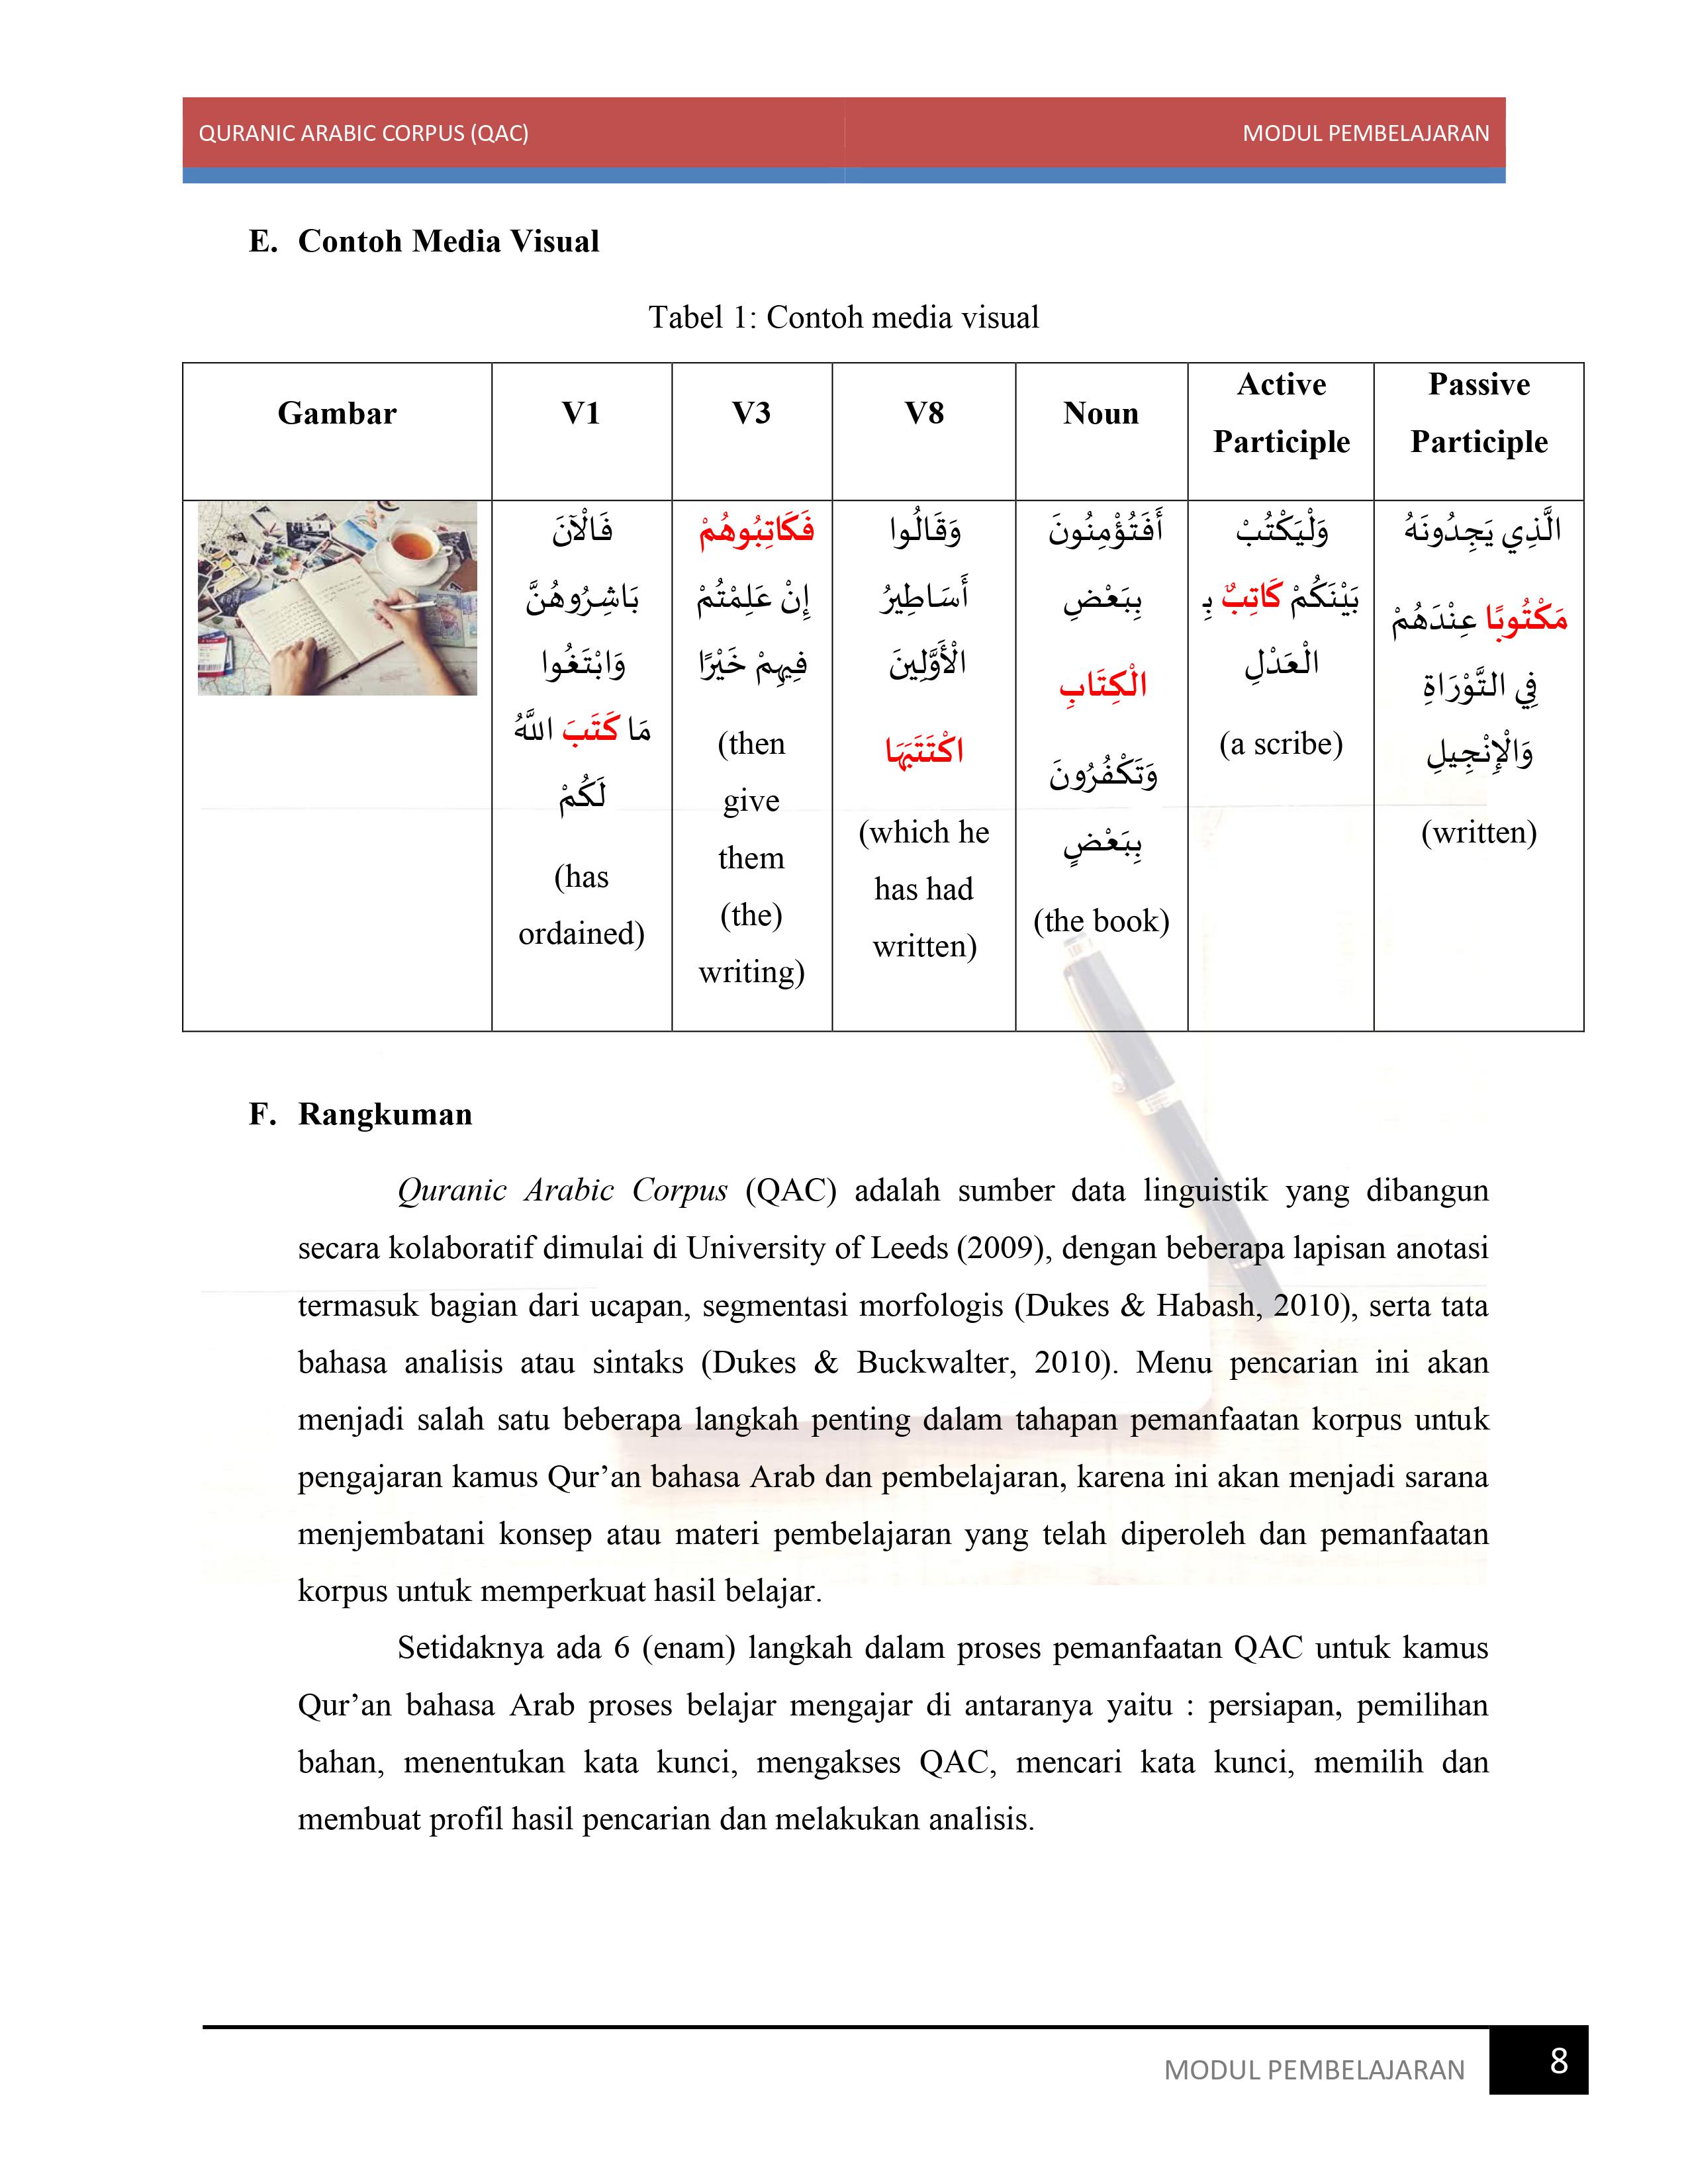 QURANIC ARABIC CORPUS (QAC) MODUL PEMBELAJARAN
E. Contoh Media Visual
Tabel 1: Contoh media visual
Gambar
V1
V3
V8
Noun
Active
Participle
Passive
Participle
فَالْآنَ
بَاشِرُوهُنَّ
وَابْتَغُوا
مَا كَتَبَ اللَّهُ
لَكُمْ
(has
ordained)
فَكَاتِبُوهُمْ
إِنْ عَلِمْتُمْ
فِيهِمْ خَيْرًا
(then
give
them
(the)
writing)
وَقَالُوا
أَسَاطِيرُ
الْأَوَّلِينَ
اكْتَتَبَهَا
(which he
has had
written)
أَفَتُؤْمِنُونَ
بِبَعْضِ
الْكِتَابِ
وَتَكْفُرُونَ
بِبَعْضٍ
(the book)
وَلْيَكْتُبْ
بَيْنَكُمْ كَاتِبٌ بِ
الْعَدْلِ
(a scribe)
الَّذِي يَجِدُونَهُ
مَكْتُوبًا عِنْدَهُمْ
فِي التَّوْرَاةِ
وَالْإِنْجِيلِ
(written)
F. Rangkuman
Quranic Arabic Corpus (QAC) adalah sumber data linguistik yang dibangun
secara kolaboratif dimulai di University of Leeds (2009), dengan beberapa lapisan anotasi
termasuk bagian dari ucapan, segmentasi morfologis (Dukes & Habash, 2010), serta tata
bahasa analisis atau sintaks (Dukes & Buckwalter, 2010). Menu pencarian ini akan
menjadi salah satu beberapa langkah penting dalam tahapan pemanfaatan korpus untuk
pengajaran kamus Qur’an bahasa Arab dan pembelajaran, karena ini akan menjadi sarana
menjembatani konsep atau materi pembelajaran yang telah diperoleh dan pemanfaatan
korpus untuk memperkuat hasil belajar.
Setidaknya ada 6 (enam) langkah dalam proses pemanfaatan QAC untuk kamus
Qur’an bahasa Arab proses belajar mengajar di antaranya yaitu : persiapan, pemilihan
bahan, menentukan kata kunci, mengakses QAC, mencari kata kunci, memilih dan
membuat profil hasil pencarian dan melakukan analisis.
MODUL PEMBELAJARAN 8